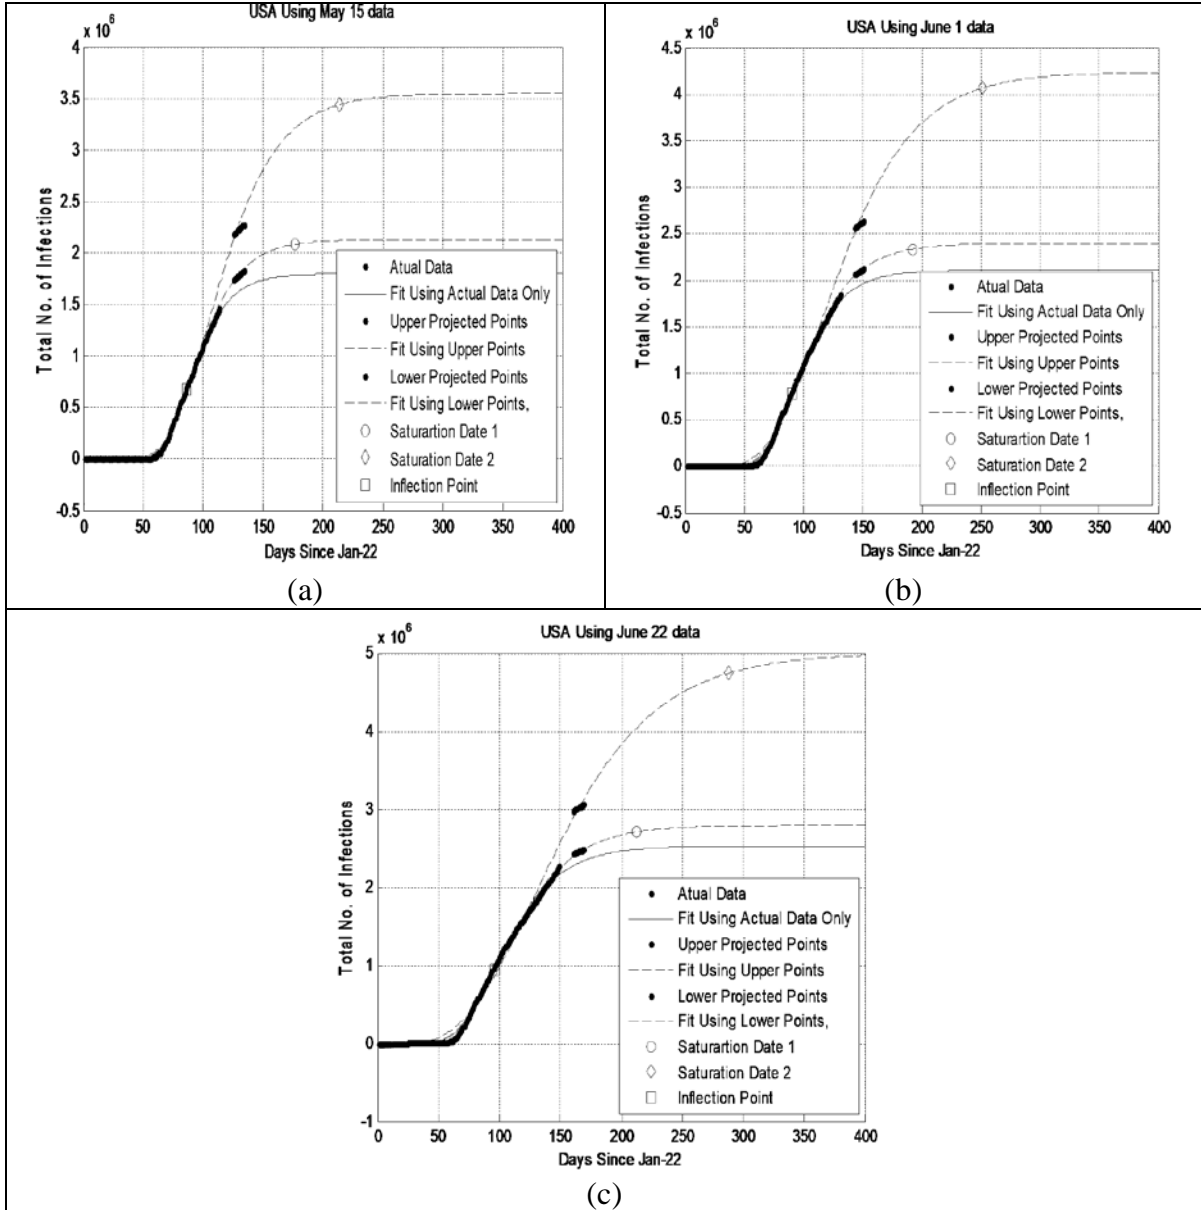 USA Using May 15 data
x 10^6
4
3.5
3
2.5
2
1.5
1
0.5
0
-0.5
Total No. of Infections
Atual Data
Fit Using Actual Data Only
Upper Projected Points
Fit Using Upper Points
Lower Projected Points
Fit Using Lower Points,
Saturartion Date 1
Saturation Date 2
Inflection Point
0 50 100 150 200 250 300 350 400
Days Since Jan-22
(a)
USA Using June 1 data
x 10^6
4.5
4
3.5
3
2.5
2
1.5
1
0.5
0
-0.5
Total No. of Infections
Atual Data
Fit Using Actual Data Only
Upper Projected Points
Fit Using Upper Points
Lower Projected Points
Fit Using Lower Points,
Saturartion Date 1
Saturation Date 2
Inflection Point
0 50 100 150 200 250 300 350 400
Days Since Jan-22
(b)
USA Using June 22 data
x 10^6
5
4
3
2
1
0
-1
Total No. of Infections
Atual Data
Fit Using Actual Data Only
Upper Projected Points
Fit Using Upper Points
Lower Projected Points
Fit Using Lower Points,
Saturartion Date 1
Saturation Date 2
Inflection Point
0 50 100 150 200 250 300 350 400
Days Since Jan-22
(c)